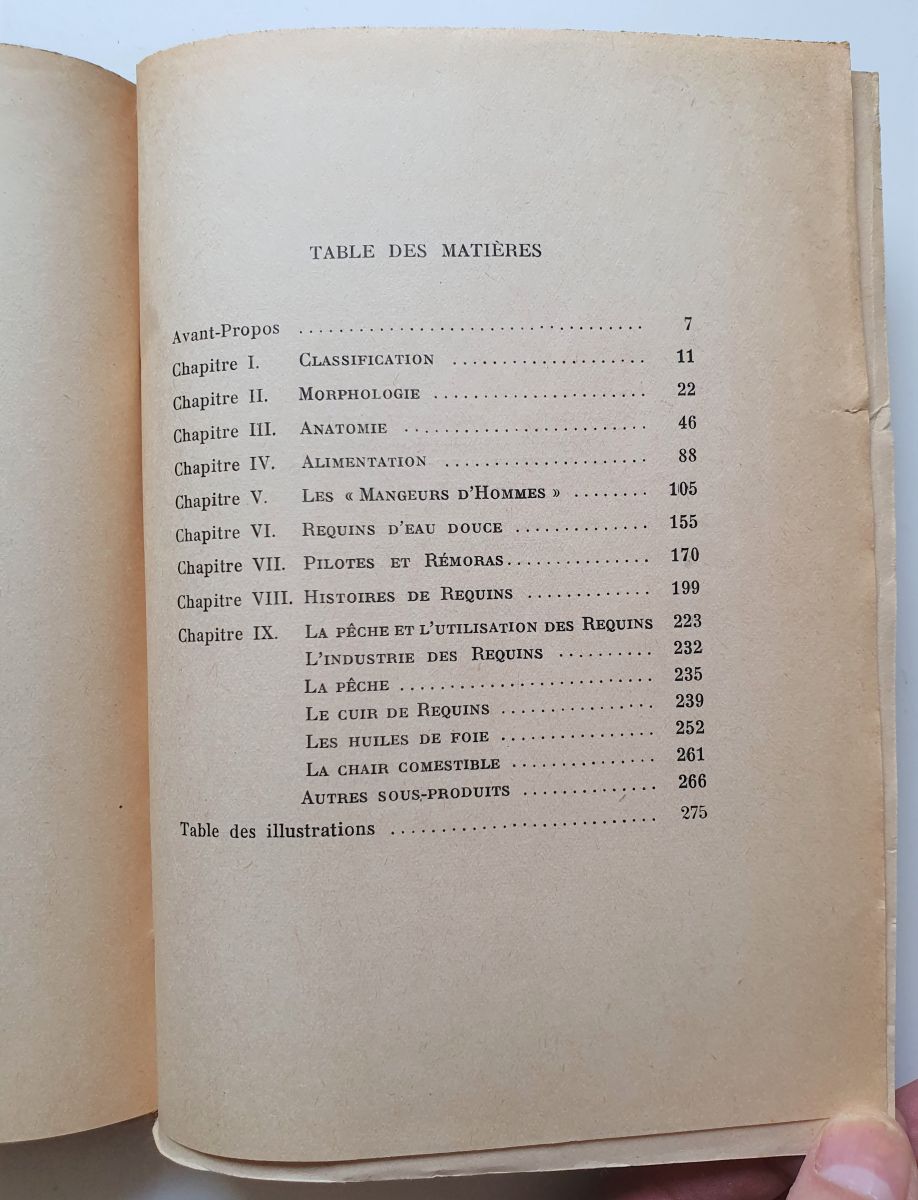 TABLE DES MATIÈRES
Avant-Propos .................................. 7
Chapitre I. CLASSIFICATION .................... 11
Chapitre II. MORPHOLOGIE ...................... 22
Chapitre III. ANATOMIE ......................... 46
Chapitre IV. ALIMENTATION ..................... 88
Chapitre V. LES « MANGEURS D'HOMMES » ........ 105
Chapitre VI. REQUINS D'EAU DOUCE .............. 155
Chapitre VII. PILOTES ET RÉMORAS............... 170
Chapitre VIII. HISTOIRES DE REQUINS ............. 199
Chapitre IX. LA PÊCHE ET L'UTILISATION DES REQUINS 223
L'INDUSTRIE DES REQUINS .......... 232
LA PÊCHE .......................... 235
LE CUIR DE REQUINS ................ 239
LES HUILES DE FOIE ................ 252
LA CHAIR COMESTIBLE ............... 261
AUTRES SOUS-PRODUITS .............. 266
Table des illustrations ........................... 275